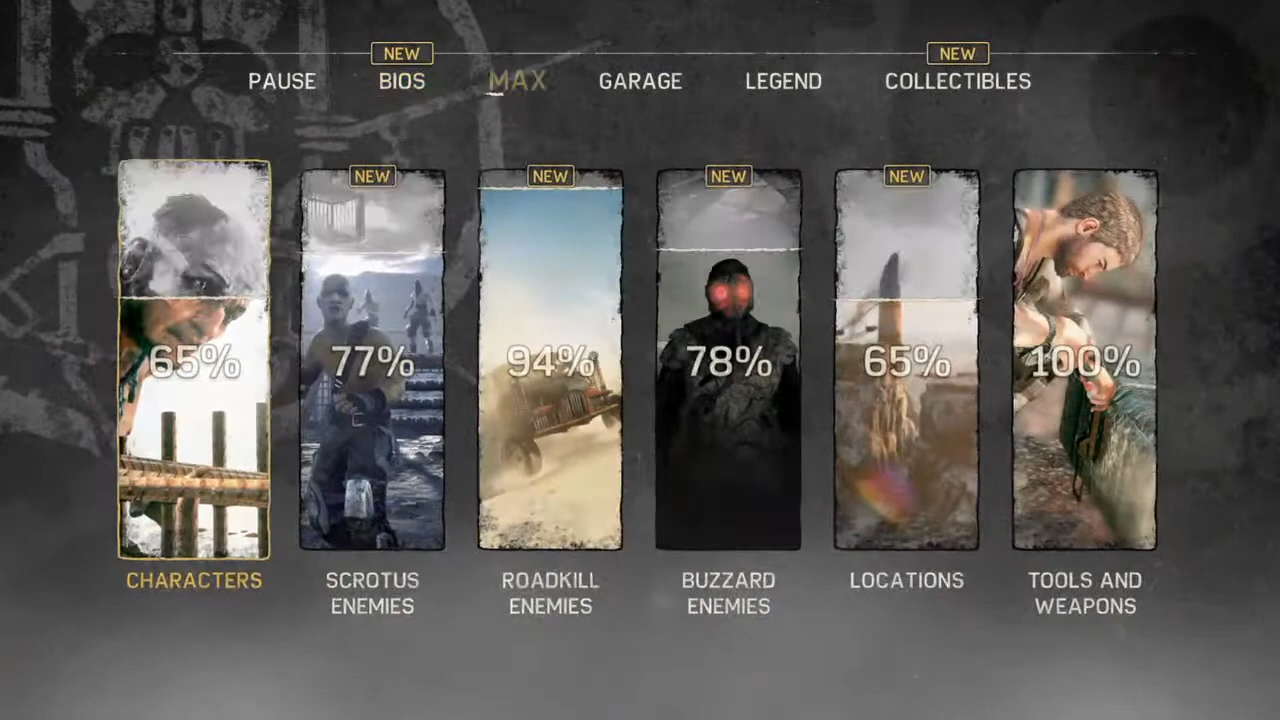 NEW
NEW
PAUSE
BIOS
MAX
GARAGE
LEGEND
COLLECTIBLES
NEW
NEW
NEW
NEW
65%
77%
94%
78%
65%
100%
CHARACTERS
SCROTUS
ENEMIES
ROADKILL
ENEMIES
BUZZARD
ENEMIES
LOCATIONS
TOOLS AND
WEAPONS